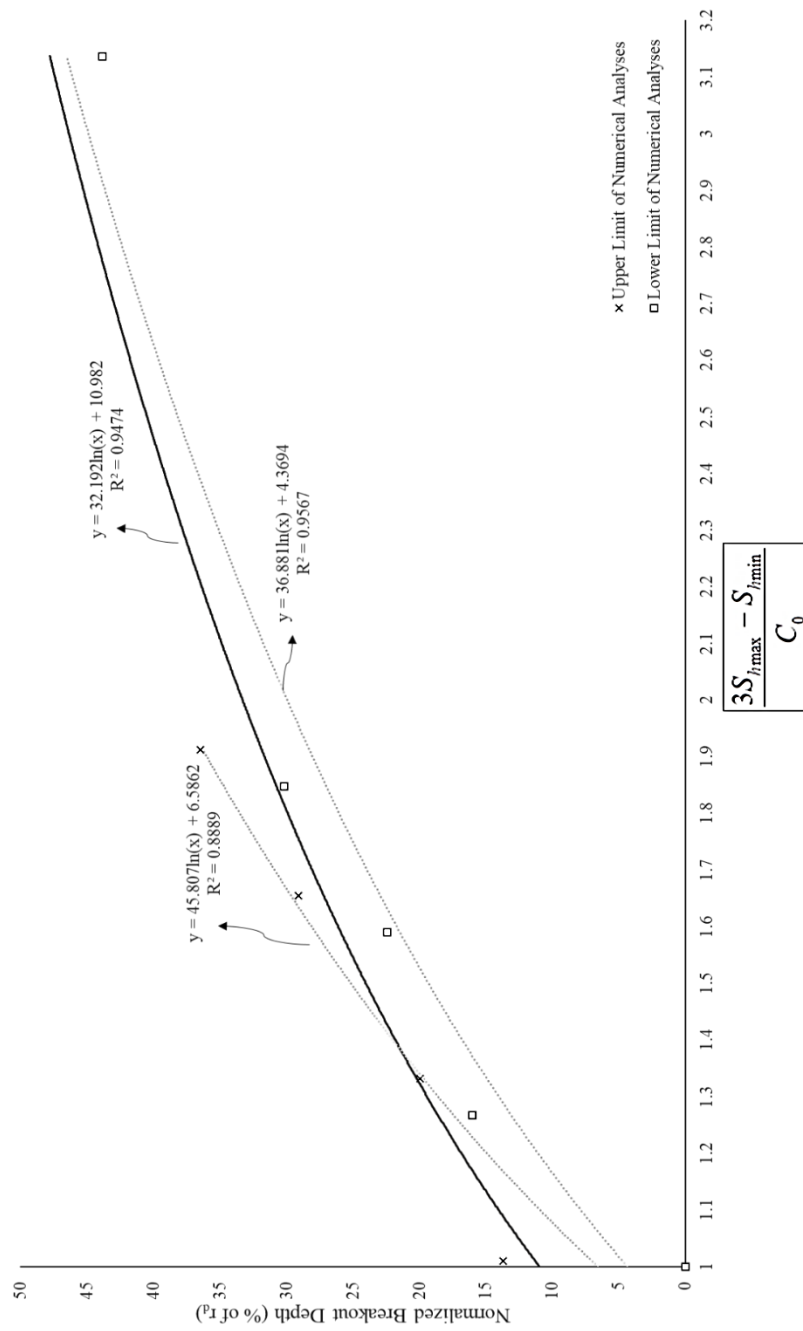 Normalized Breakout Depth (% of r_d)
50
45
40
35
30
25
20
15
10
5
0
y = 45.807ln(x) + 6.5862
R² = 0.8889
y = 32.192ln(x) + 10.982
R² = 0.9474
y = 36.881ln(x) + 4.3694
R² = 0.9567
× Upper Limit of Numerical Analyses
□ Lower Limit of Numerical Analyses
1 1.1 1.2 1.3 1.4 1.5 1.6 1.7 1.8 1.9 2 2.1 2.2 2.3 2.4 2.5 2.6 2.7 2.8 2.9 3 3.1 3.2
3S_hmax − S_hmin
C_0